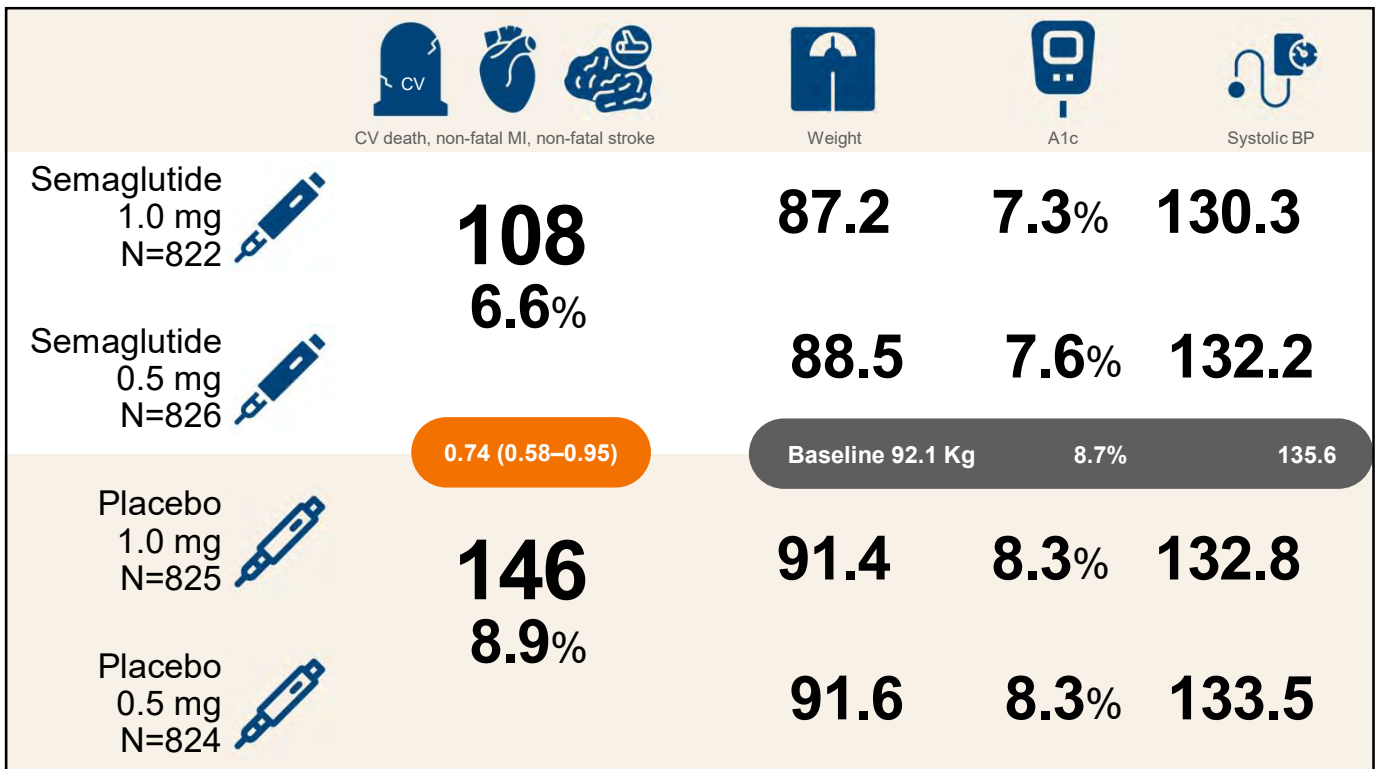 CV
CV death, non-fatal MI, non-fatal stroke
Weight
A1c
Systolic BP
Semaglutide
1.0 mg
N=822
108
6.6%
87.2
7.3%
130.3
Semaglutide
0.5 mg
N=826
88.5
7.6%
132.2
0.74 (0.58–0.95)
Baseline 92.1 Kg
8.7%
135.6
Placebo
1.0 mg
N=825
146
8.9%
91.4
8.3%
132.8
Placebo
0.5 mg
N=824
91.6
8.3%
133.5